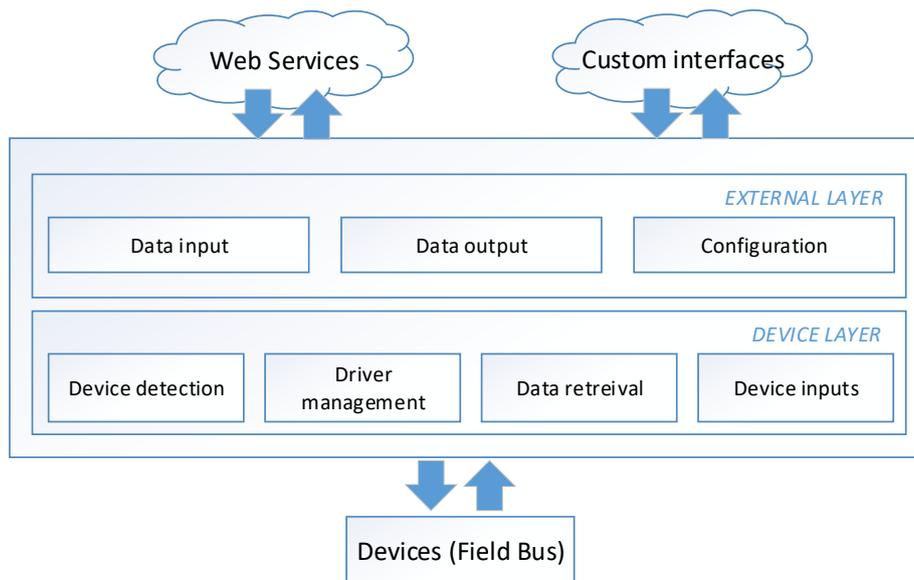 Web Services
Custom interfaces
EXTERNAL LAYER
Data input
Data output
Configuration
DEVICE LAYER
Device detection
Driver
management
Data retreival
Device inputs
Devices (Field Bus)